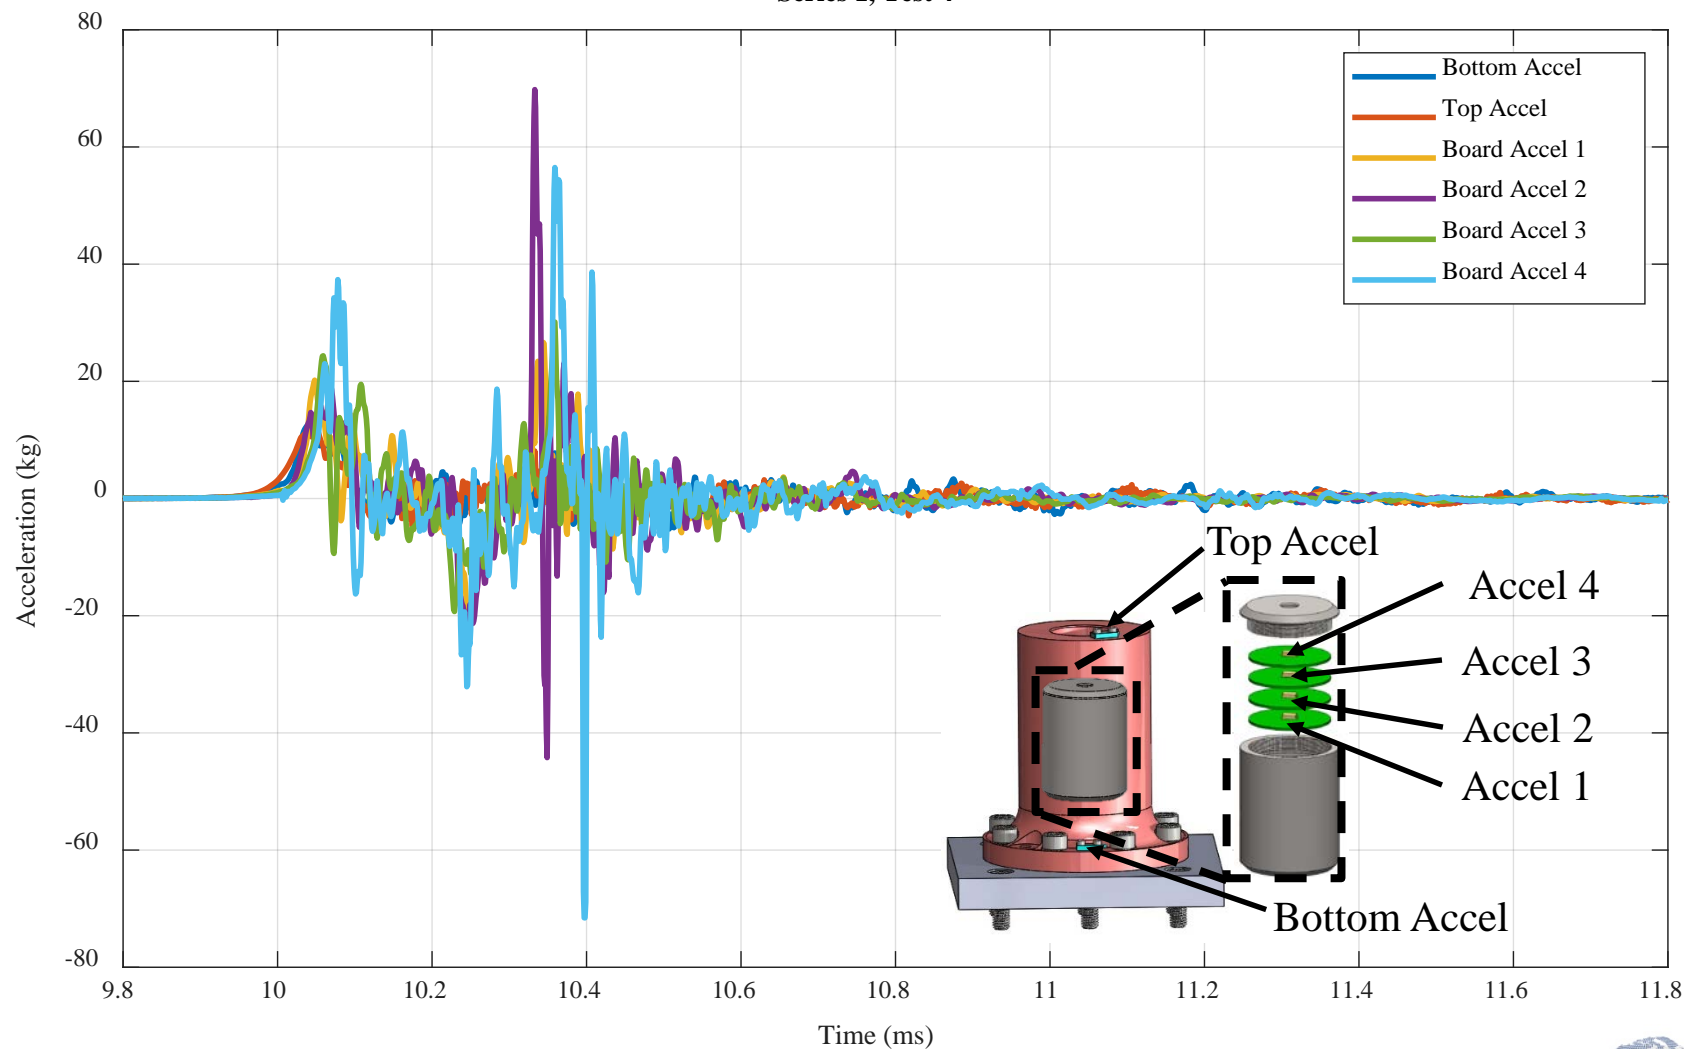 80
60
40
20
0
-20
-40
-60
-80
Acceleration (kg)
9.8
10
10.2
10.4
10.6
10.8
11
11.2
11.4
11.6
11.8
Time (ms)
Bottom Accel
Top Accel
Board Accel 1
Board Accel 2
Board Accel 3
Board Accel 4
Top Accel
Accel 4
Accel 3
Accel 2
Accel 1
Bottom Accel